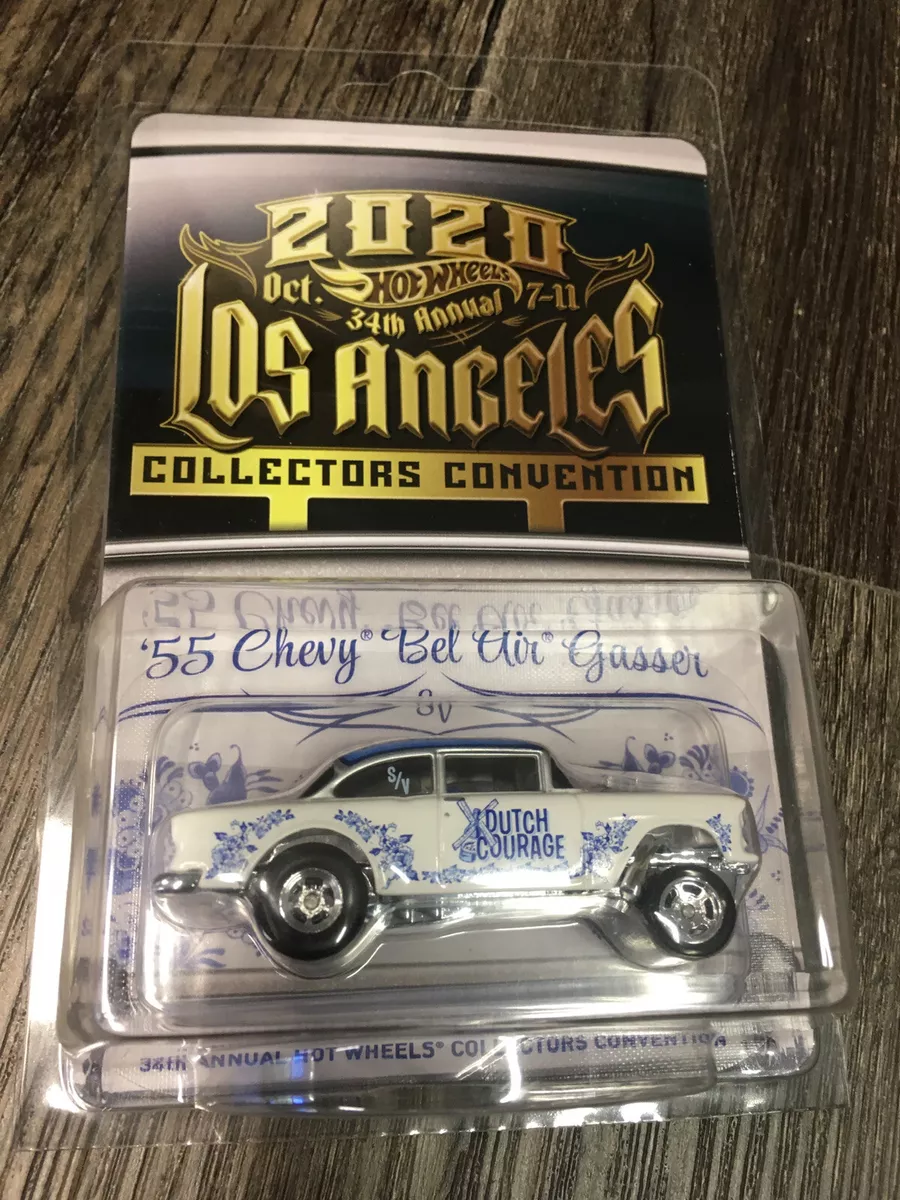 2020
Oct. HOT WHEELS 7-11
34th Annual
LOS ANGELES
COLLECTORS CONVENTION
'55 Chevy® Bel Air® Gasser
S/V
DUTCH
COURAGE
34th ANNUAL HOT WHEELS® COLLECTORS CONVENTION